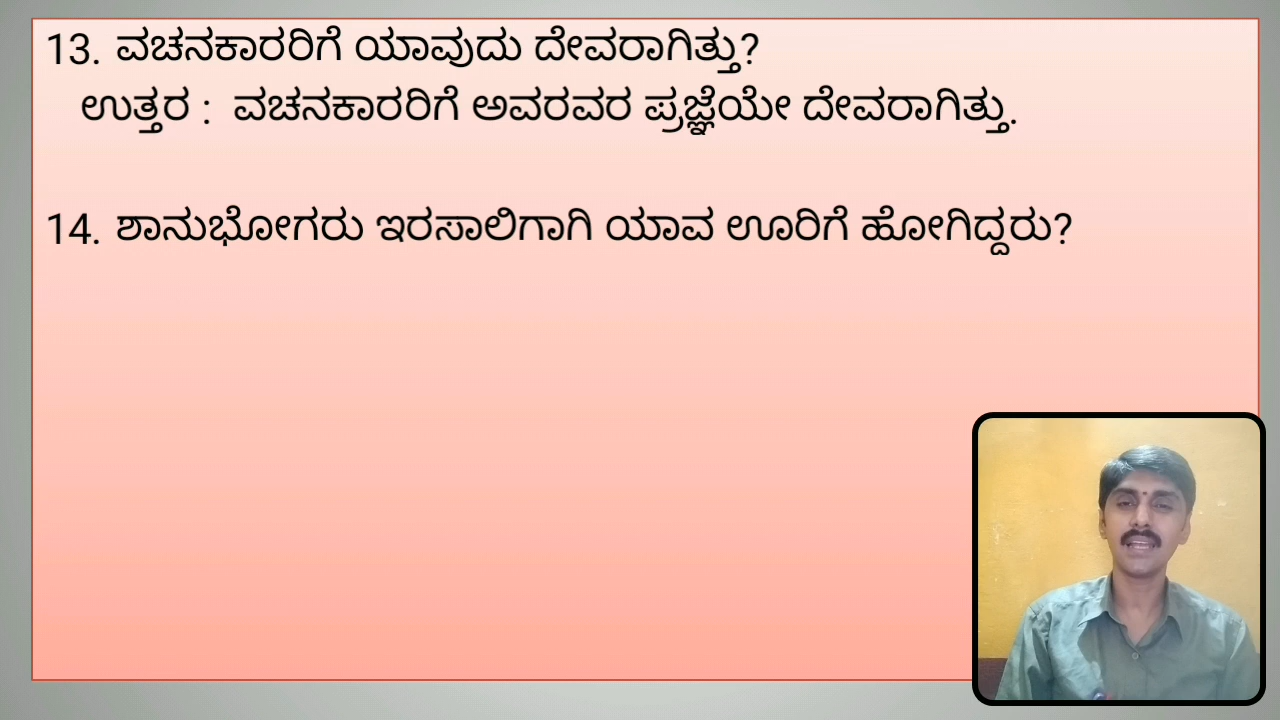 13. ವಚನಕಾರರಿಗೆ ಯಾವುದು ದೇವರಾಗಿತ್ತು?
ಉತ್ತರ : ವಚನಕಾರರಿಗೆ ಅವರವರ ಪ್ರಜ್ಞೆಯೇ ದೇವರಾಗಿತ್ತು.
14. ಶಾನುಭೋಗರು ಇರಸಾಲಿಗಾಗಿ ಯಾವ ಊರಿಗೆ ಹೋಗಿದ್ದರು?